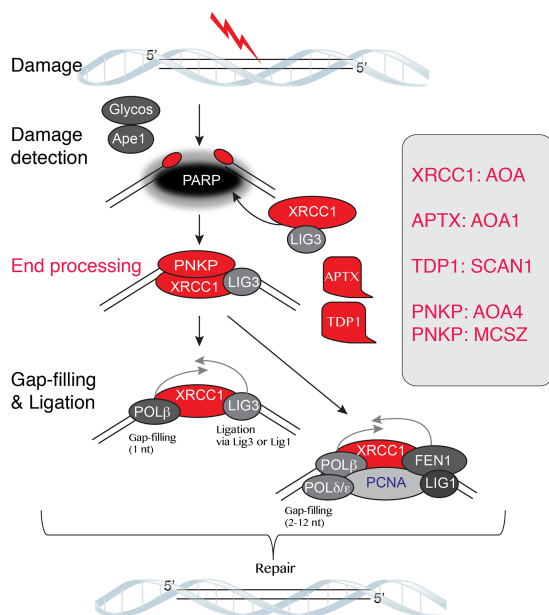 5’
5’
Damage
Glycos
Ape1
Damage
detection
PARP
XRCC1
LIG3
XRCC1: AOA
APTX: AOA1
TDP1: SCAN1
PNKP: AOA4
PNKP: MCSZ
End processing
PNKP
XRCC1
LIG3
APTX
TDP1
Gap-filling
& Ligation
XRCC1
POLβ
LIG3
Gap-filling
(1 nt)
Ligation
via Lig3 or Lig1
XRCC1
POLβ
FEN1
POLδ/ε
PCNA
LIG1
Gap-filling
(2-12 nt)
Repair
5’
5’